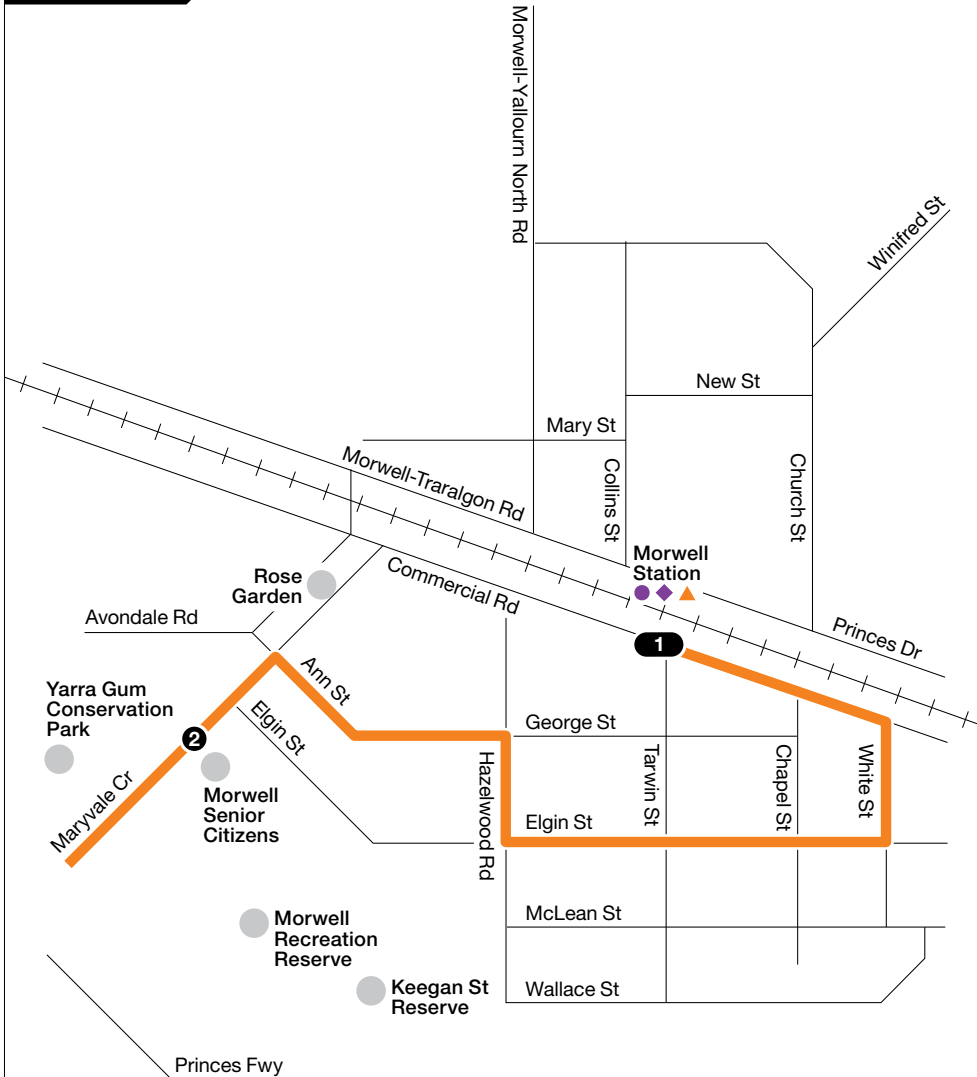 Morwell-Yallourn North Rd
Winifred St
New St
Mary St
Morwell-Traralgon Rd
Collins St
Church St
Morwell
Station
Rose
Garden
Commercial Rd
Avondale Rd
1
Princes Dr
Ann St
Yarra Gum
Conservation
Park
Elgin St
George St
2
Hazelwood Rd
Tarwin St
Chapel St
White St
Maryvale Cr
Morwell
Senior
Citizens
Elgin St
McLean St
Morwell
Recreation
Reserve
Keegan St
Reserve
Wallace St
Princes Fwy